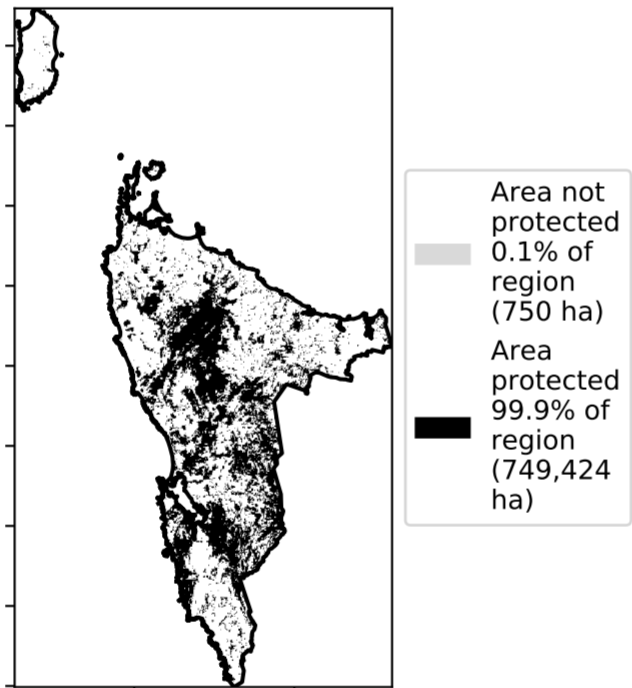 Area not
protected
0.1% of
region
(750 ha)
Area
protected
99.9% of
region
(749,424
ha)